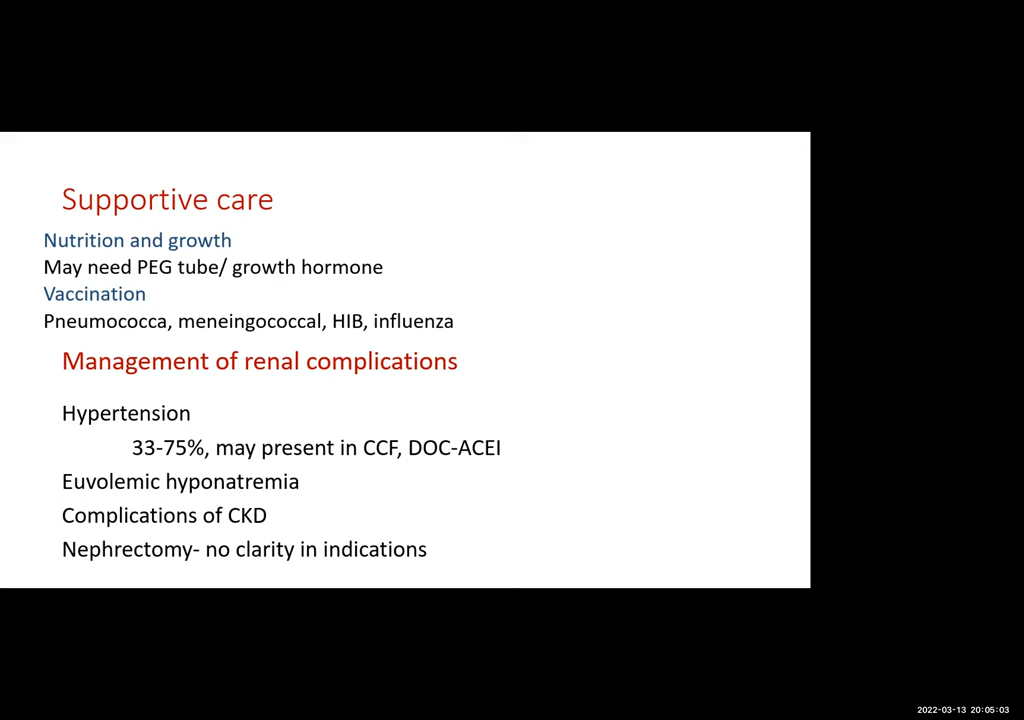 Supportive care
Nutrition and growth
May need PEG tube/ growth hormone
Vaccination
Pneumococca, meneingococcal, HIB, influenza
Management of renal complications
Hypertension
33-75%, may present in CCF, DOC-ACEI
Euvolemic hyponatremia
Complications of CKD
Nephrectomy- no clarity in indications
2022-03-13 20:05:03